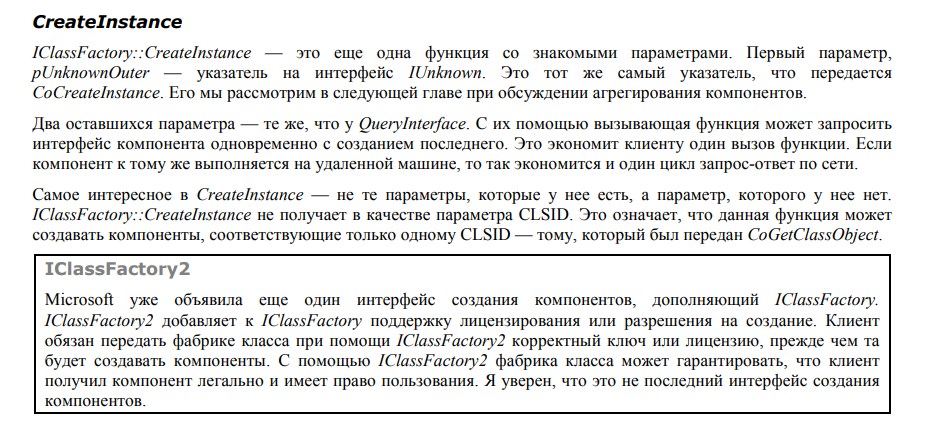 CreateInstance
IClassFactory::CreateInstance — это еще одна функция со знакомыми параметрами. Первый параметр,
pUnknownOuter — указатель на интерфейс IUnknown. Это тот же самый указатель, что передается
CoCreateInstance. Его мы рассмотрим в следующей главе при обсуждении агрегирования компонентов.
Два оставшихся параметра — те же, что у QueryInterface. С их помощью вызывающая функция может запросить
интерфейс компонента одновременно с созданием последнего. Это экономит клиенту один вызов функции. Если
компонент к тому же выполняется на удаленной машине, то так экономится и один цикл запрос-ответ по сети.
Самое интересное в CreateInstance — не те параметры, которые у нее есть, а параметр, которого у нее нет.
IClassFactory::CreateInstance не получает в качестве параметра CLSID. Это означает, что данная функция может
создавать компоненты, соответствующие только одному CLSID — тому, который был передан CoGetClassObject.
IClassFactory2
Microsoft уже объявила еще один интерфейс создания компонентов, дополняющий IClassFactory.
IClassFactory2 добавляет к IClassFactory поддержку лицензирования или разрешения на создание. Клиент
обязан передать фабрике класса при помощи IClassFactory2 корректный ключ или лицензию, прежде чем та
будет создавать компоненты. С помощью IClassFactory2 фабрика класса может гарантировать, что клиент
получил компонент легально и имеет право пользования. Я уверен, что это не последний интерфейс создания
компонентов.